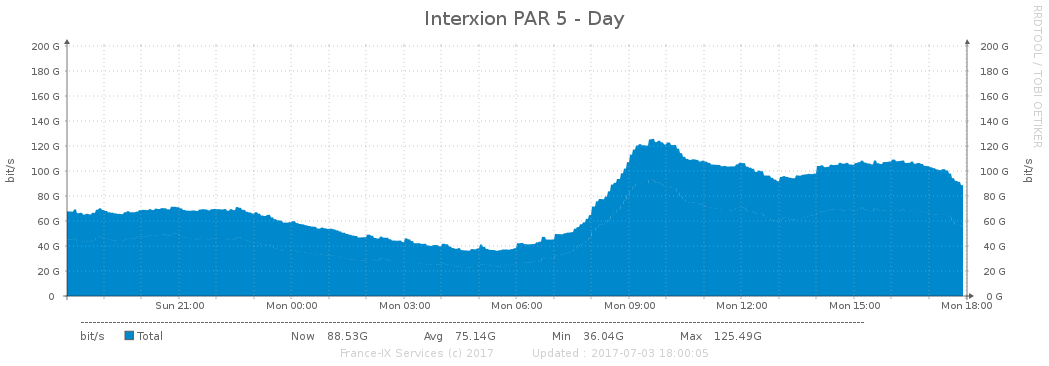 Interxion PAR 5 - Day
RRDTOOL / TOBI OETIKER
bit/s
200 G 200 G
180 G 180 G
160 G 160 G
140 G 140 G
120 G 120 G
100 G 100 G
80 G 80 G
60 G 60 G
40 G 40 G
20 G 20 G
0 0 G
bit/s
Sun 21:00 Mon 00:00 Mon 03:00 Mon 06:00 Mon 09:00 Mon 12:00 Mon 15:00 Mon 18:00
bit/s Total Now 88.53G Avg 75.14G Min 36.04G Max 125.49G
France-IX Services (c) 2017 Updated : 2017-07-03 18:00:05